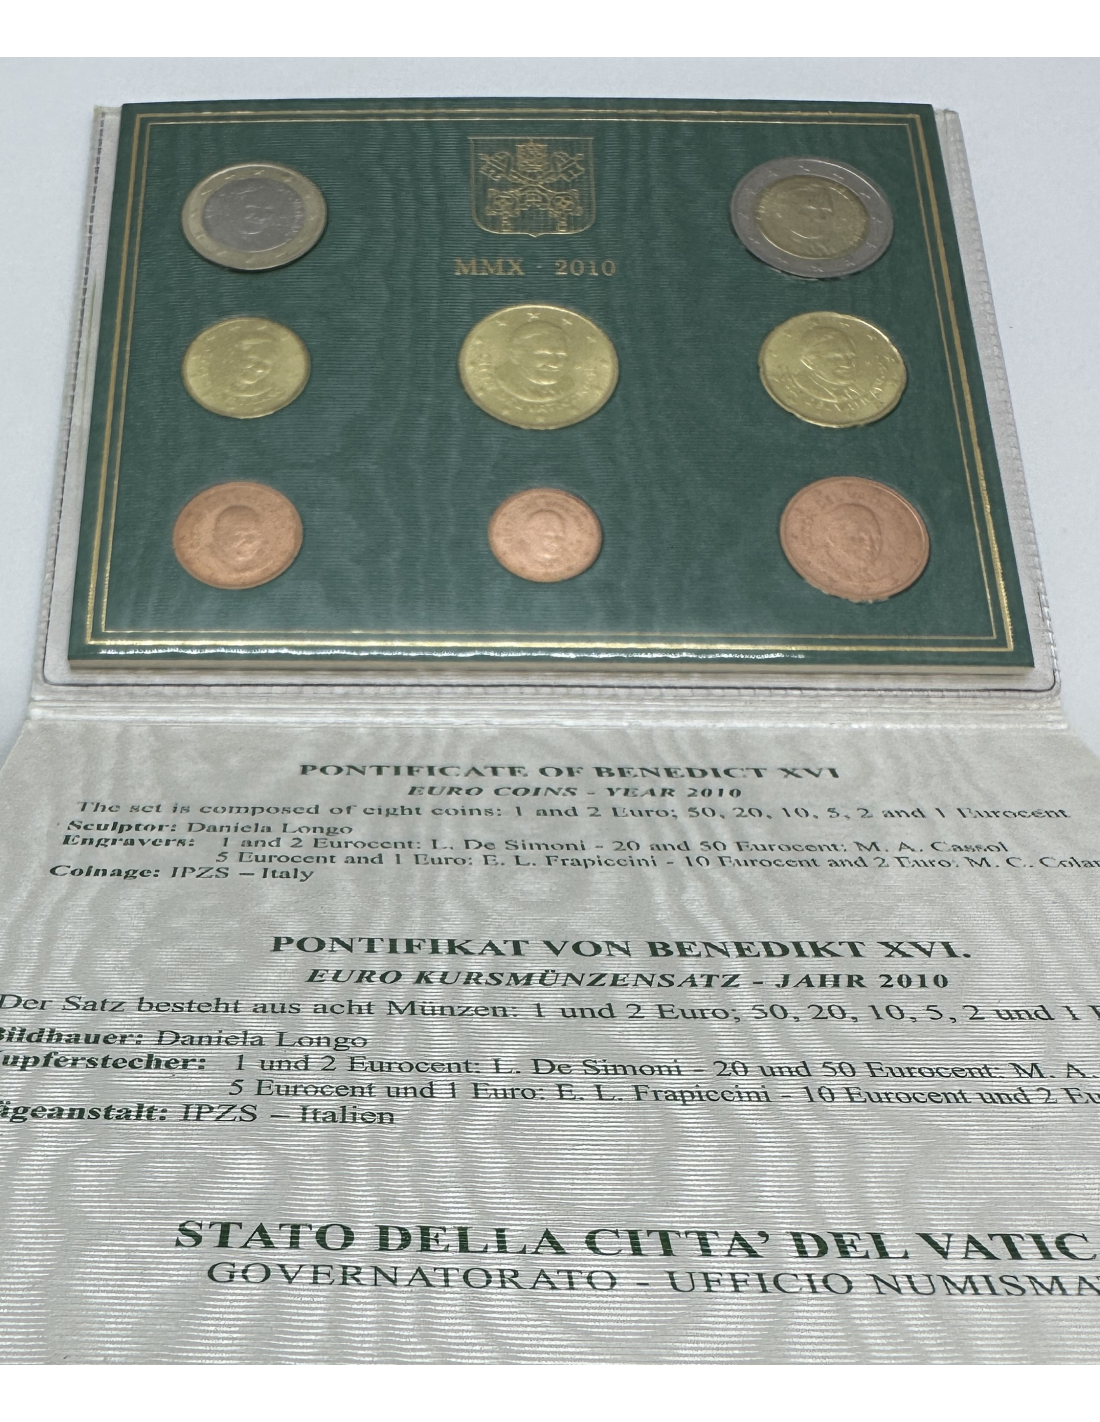 MMX - 2010
PONTIFICATE OF BENEDICT XVI
EURO COINS - YEAR 2010
The set is composed of eight coins: 1 and 2 Euro; 50, 20, 10, 5, 2 and 1 Eurocent
Sculptor: Daniela Longo
Engravers: 1 and 2 Eurocent: L. De Simoni - 20 and 50 Eurocent: M. A. Cassol
5 Eurocent and 1 Euro: E. L. Frapiccini - 10 Eurocent and 2 Euro: M. C. Colan
Coinage: IPZS – Italy
PONTIFIKAT VON BENEDIKT XVI.
EURO KURSMÜNZENSATZ - JAHR 2010
Der Satz besteht aus acht Münzen: 1 und 2 Euro; 50, 20, 10, 5, 2 und 1 E
Bildhauer: Daniela Longo
upferstecher: 1 und 2 Eurocent: L. De Simoni - 20 und 50 Eurocent: M. A.
5 Eurocent und 1 Euro: E. L. Frapiccini - 10 Eurocent und 2 Eu
ägeanstalt: IPZS – Italien
STATO DELLA CITTA' DEL VATIC
GOVERNATORATO - UFFICIO NUMISMA